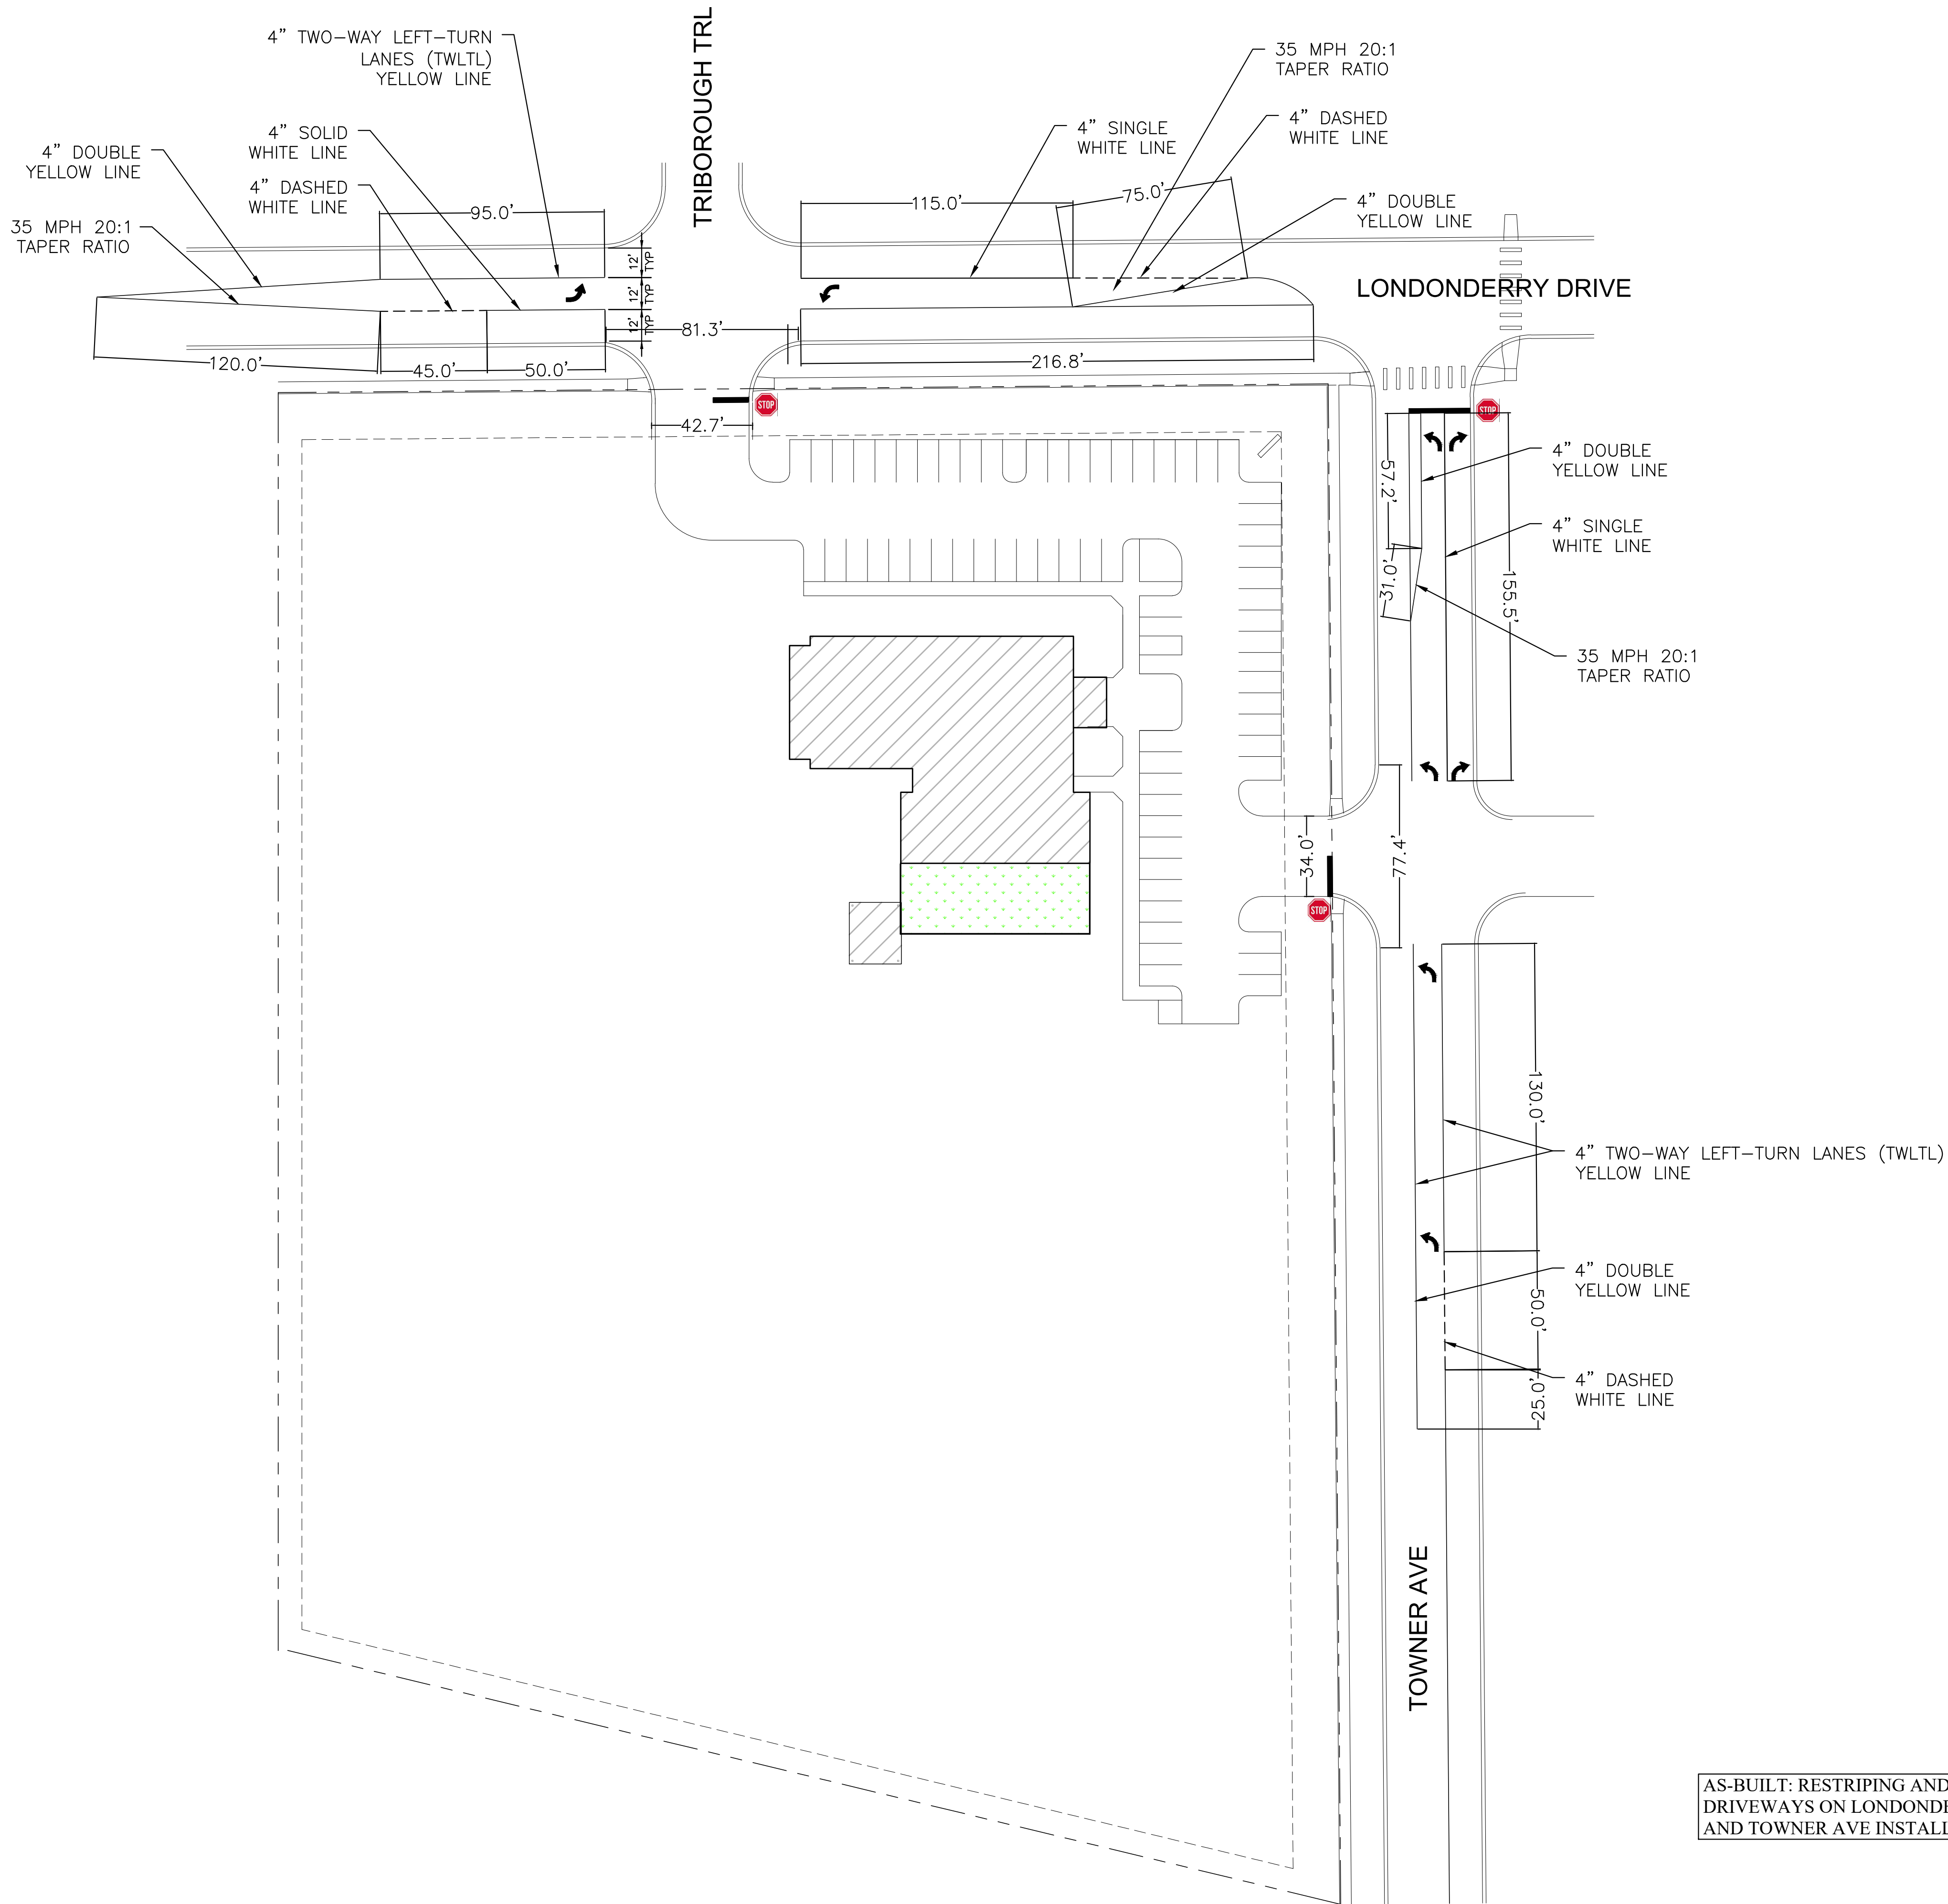 TRIBOROUGH TRL
4” TWO-WAY LEFT-TURN
LANES (TWLTL)
YELLOW LINE
35 MPH 20:1
TAPER RATIO
4” SOLID
WHITE LINE
4” SINGLE
WHITE LINE
4” DASHED
WHITE LINE
4” DOUBLE
YELLOW LINE
4” DASHED
WHITE LINE
4” DOUBLE
YELLOW LINE
35 MPH 20:1
TAPER RATIO
95.0’
115.0’
75.0’
12’
TYP
12’
TYP
12’
TYP
LONDONDERRY DRIVE
81.3’
120.0’
45.0’
50.0’
216.8’
STOP
STOP
42.7’
57.2’
4” DOUBLE
YELLOW LINE
4” SINGLE
WHITE LINE
31.0’
155.5’
35 MPH 20:1
TAPER RATIO
34.0’
77.4’
STOP
130.0’
4” TWO-WAY LEFT-TURN LANES (TWLTL)
YELLOW LINE
4” DOUBLE
YELLOW LINE
50.0’
4” DASHED
WHITE LINE
25.0’
TOWNER AVE
AS-BUILT: RESTRIPING AND
DRIVEWAYS ON
AND TOWNER AVE